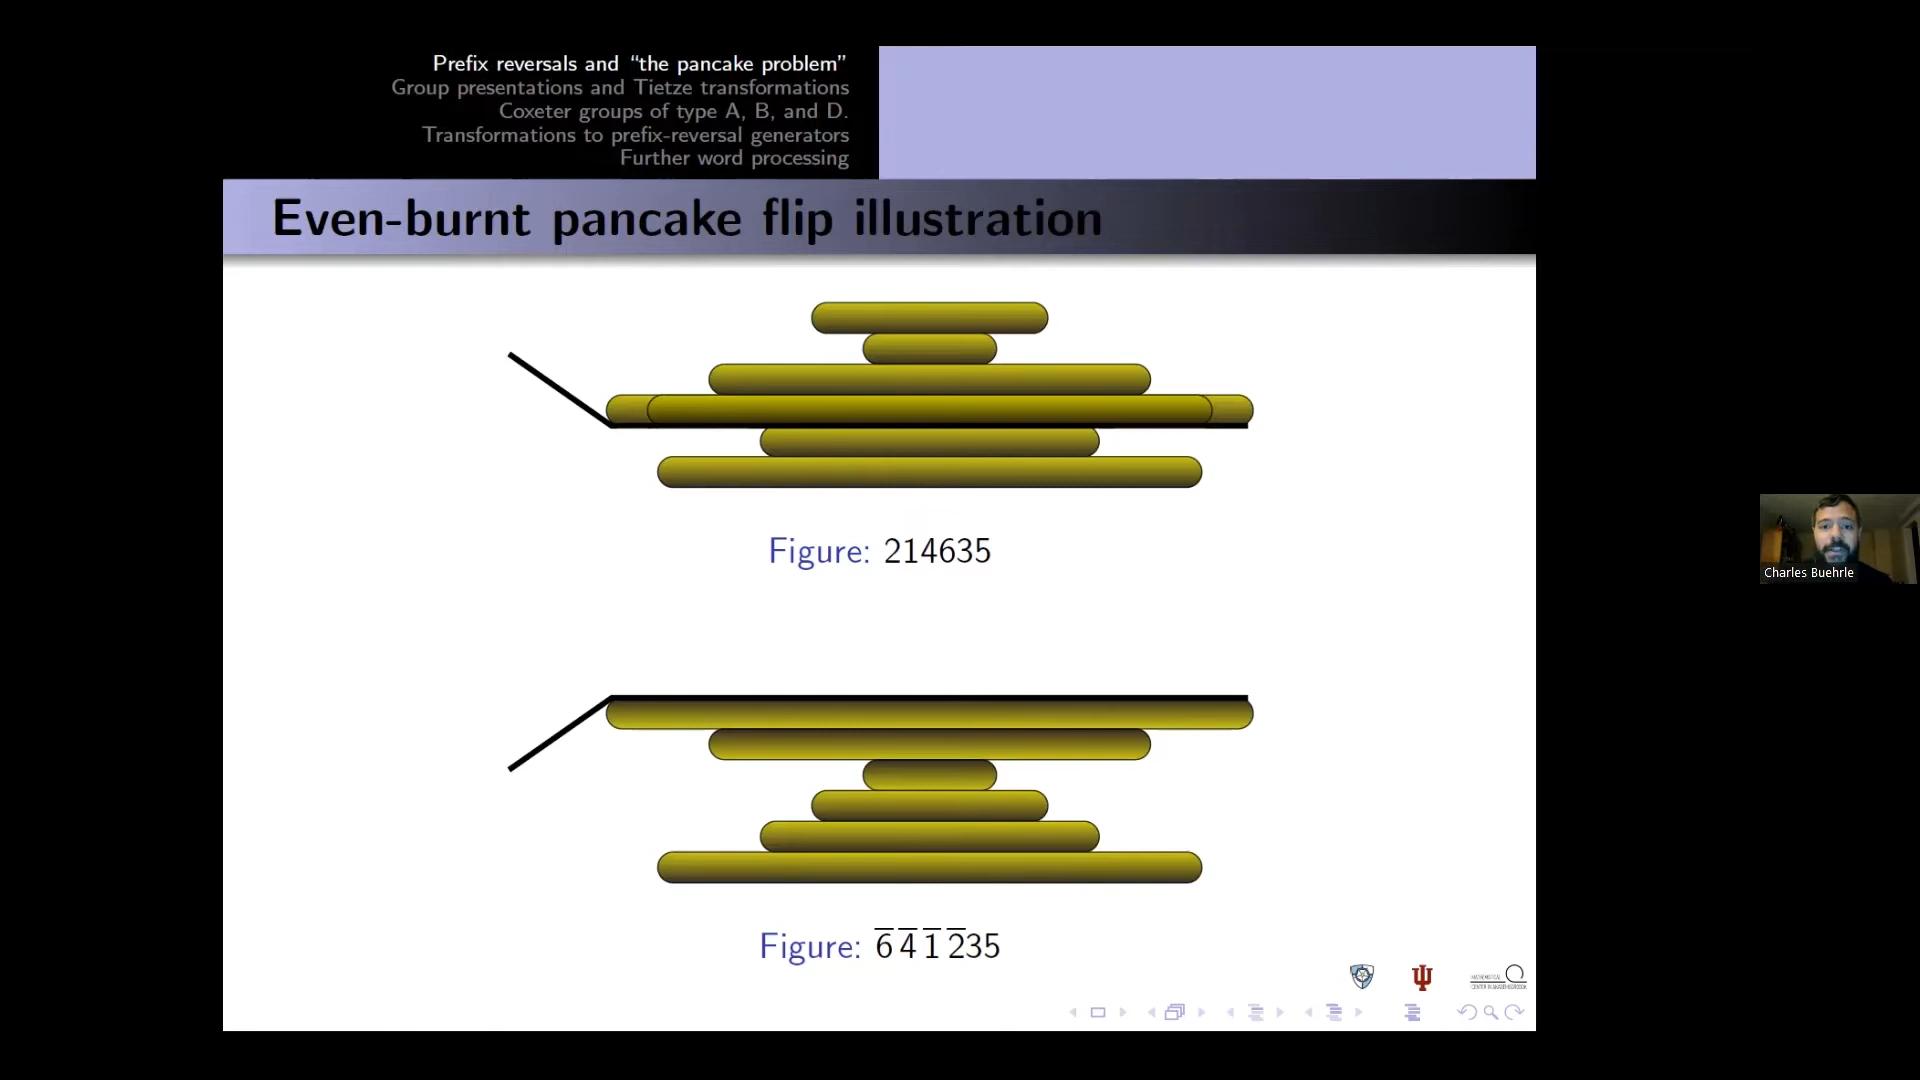 Prefix reversals and “the pancake problem”
Group presentations and Tietze transformations
Coxeter groups of type A, B, and D.
Transformations to prefix-reversal generators
Further word processing
Even-burnt pancake flip illustration
Figure: 214635
Figure: 6̅ 4̅ 1̅ 2̅35
Charles Buehrle